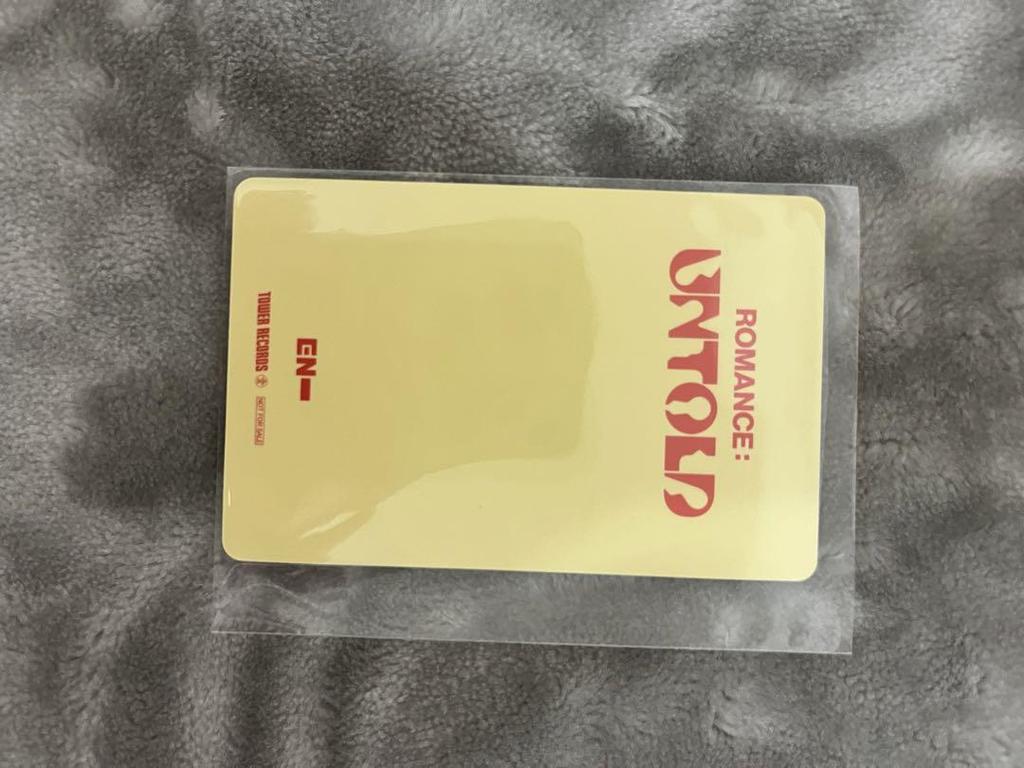 ROMANCE:
UNTOLD
EN-
TOWER RECORDS
NOT FOR SALE